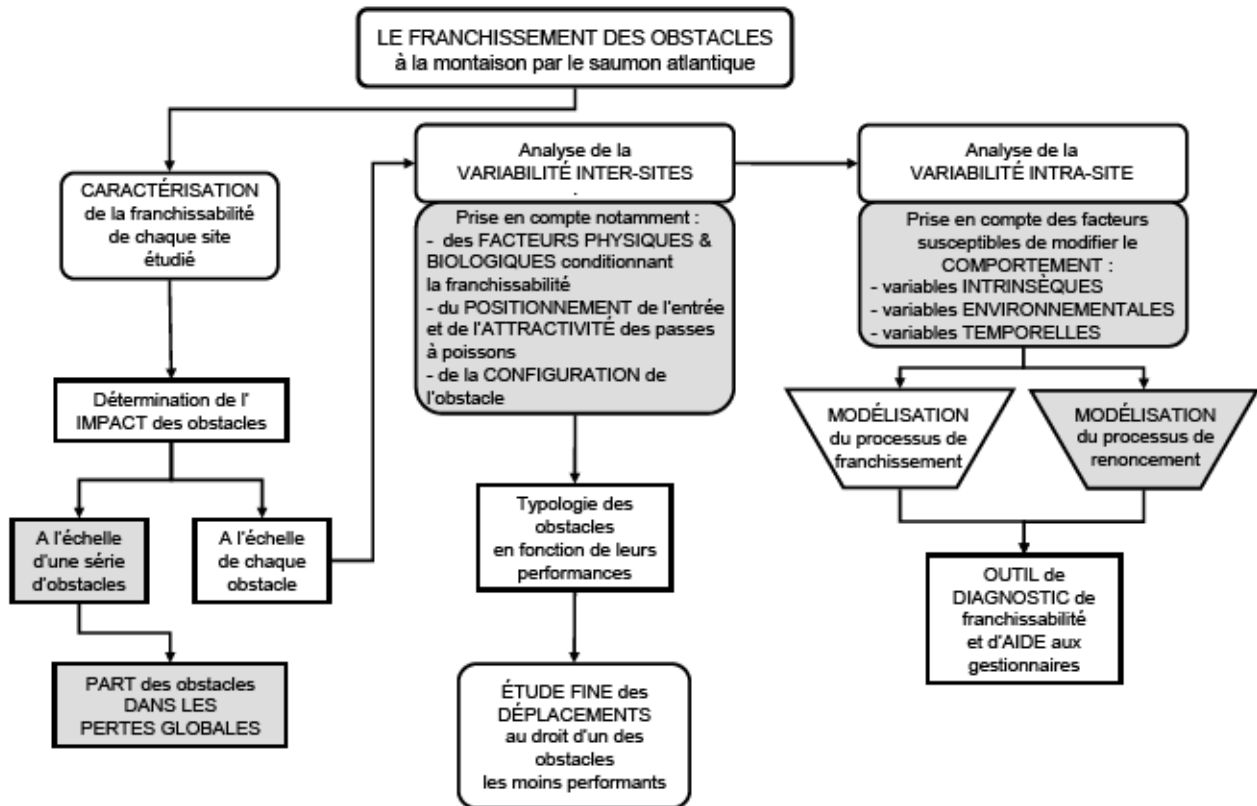 LE FRANCHISSEMENT DES OBSTACLES
à la montaison par le saumon atlantique
CARACTÉRISATION
de la franchissabilité
de chaque site
étudié
Détermination de l'
IMPACT des obstacles
A l'échelle
d'une série
d'obstacles
A l'échelle
de chaque
obstacle
PART des obstacles
DANS LES
PERTES GLOBALES
Analyse de la
VARIABILITÉ INTER-SITES
.
Prise en compte notamment :
- des FACTEURS PHYSIQUES &
BIOLOGIQUES conditionnant
la franchissabilité
- du POSITIONNEMENT de l'entrée
et de l'ATTRACTIVITÉ des passes
à poissons
- de la CONFIGURATION de
l'obstacle
Typologie des
obstacles
en fonction de leurs
performances
ÉTUDE FINE des
DÉPLACEMENTS
au droit d'un des
obstacles
les moins performants
Analyse de la
VARIABILITÉ INTRA-SITE
Prise en compte des facteurs
susceptibles de modifier le
COMPORTEMENT :
- variables INTRINSÈQUES
- variables ENVIRONNEMENTALES
- variables TEMPORELLES
MODÉLISATION
du processus de
franchissement
MODÉLISATION
du processus de
renoncement
OUTIL de
DIAGNOSTIC de
franchissabilité
et d'AIDE aux
gestionnaires